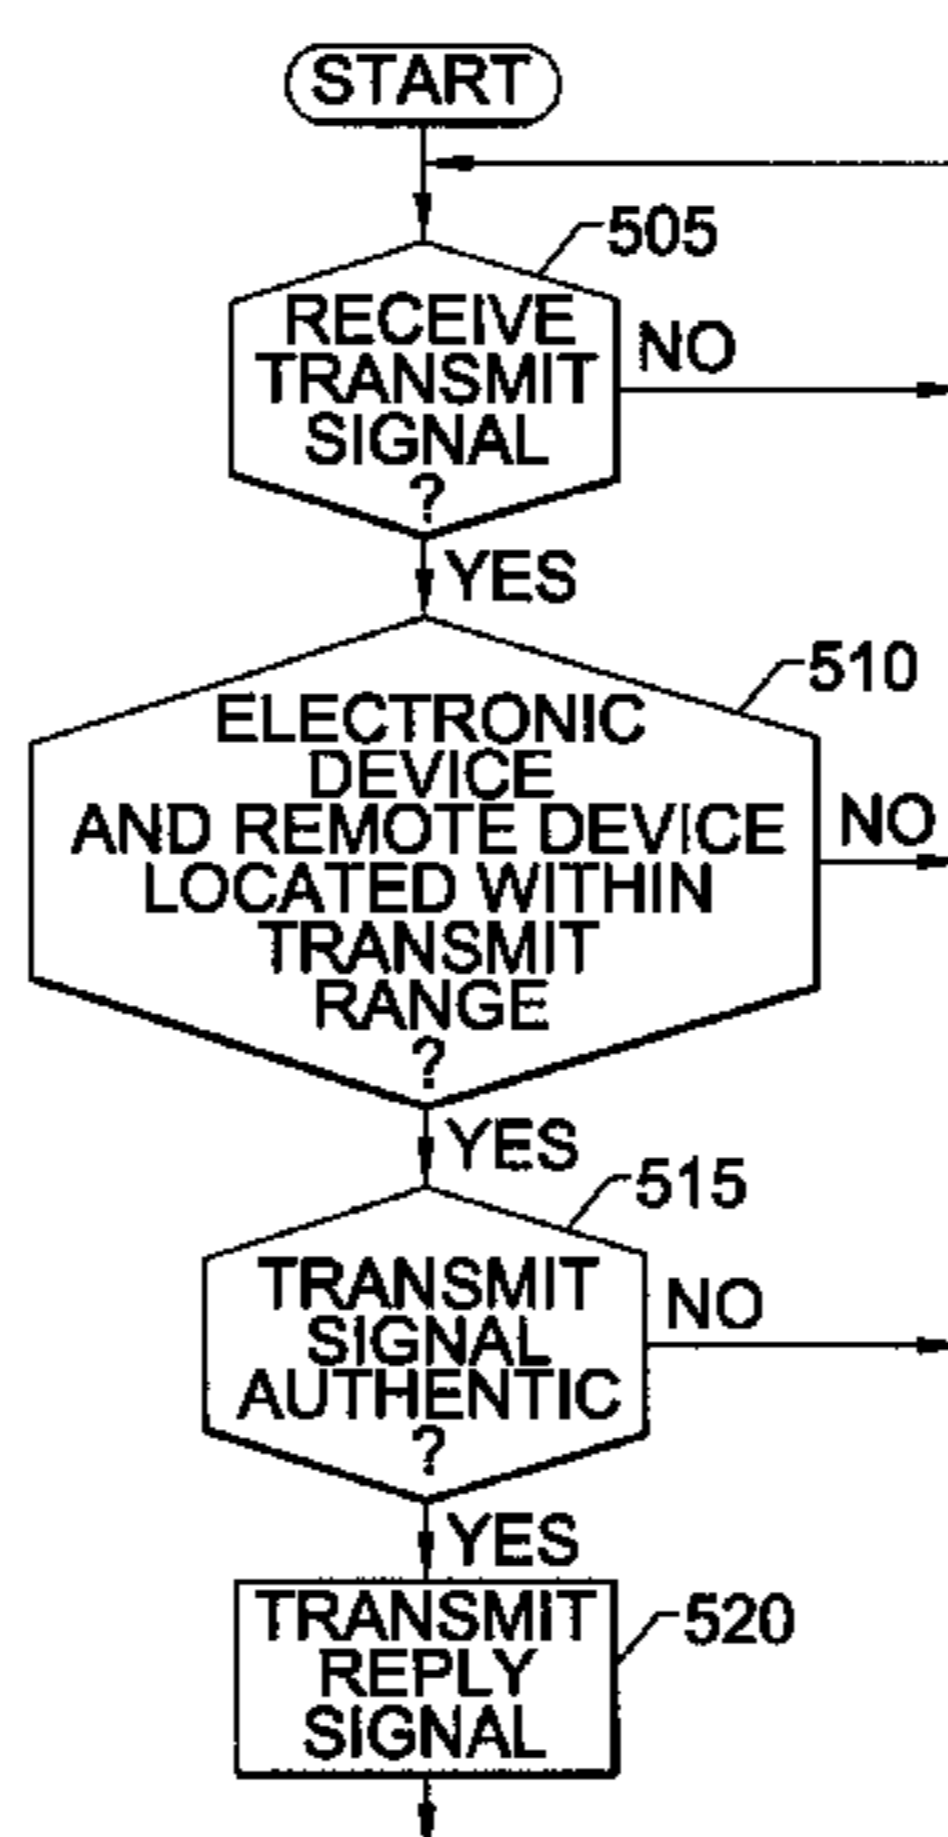 START
505
RECEIVE
TRANSMIT
SIGNAL
?
NO
YES
510
ELECTRONIC
DEVICE
AND REMOTE DEVICE
LOCATED WITHIN
TRANSMIT
RANGE
?
NO
YES
515
TRANSMIT
SIGNAL
AUTHENTIC
?
NO
YES
520
TRANSMIT
REPLY
SIGNAL